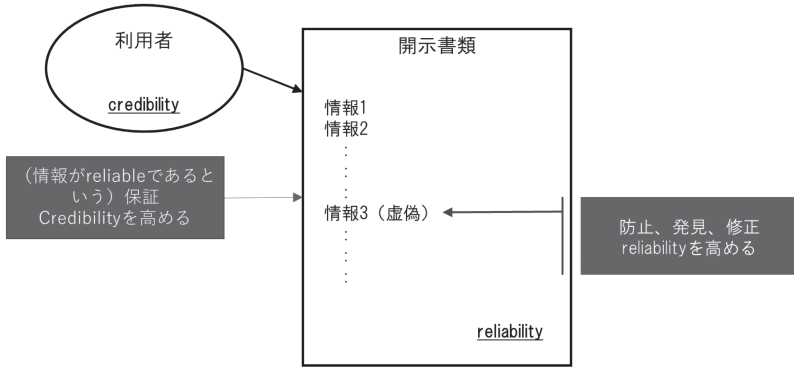 利用者
credibility
（情報がreliableであると
いう）保証
Credibilityを高める
開示書類
情報1
情報2
：
：
：
情報3（虚偽）
：
：
：
reliability
防止、発見、修正
reliabilityを高める